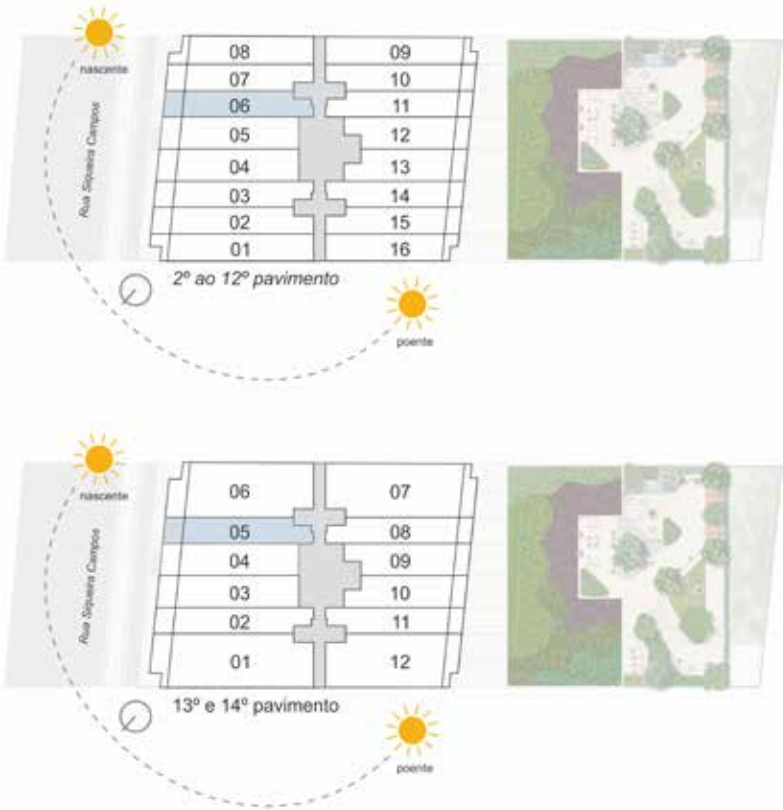 nascente
Rua Siqueira Campos
08 09
07 10
06 11
05 12
04 13
03 14
02 15
01 16
2º ao 12º pavimento
poente
nascente
Rua Siqueira Campos
06 07
05 08
04 09
03 10
02 11
01 12
13º e 14º pavimento
poente